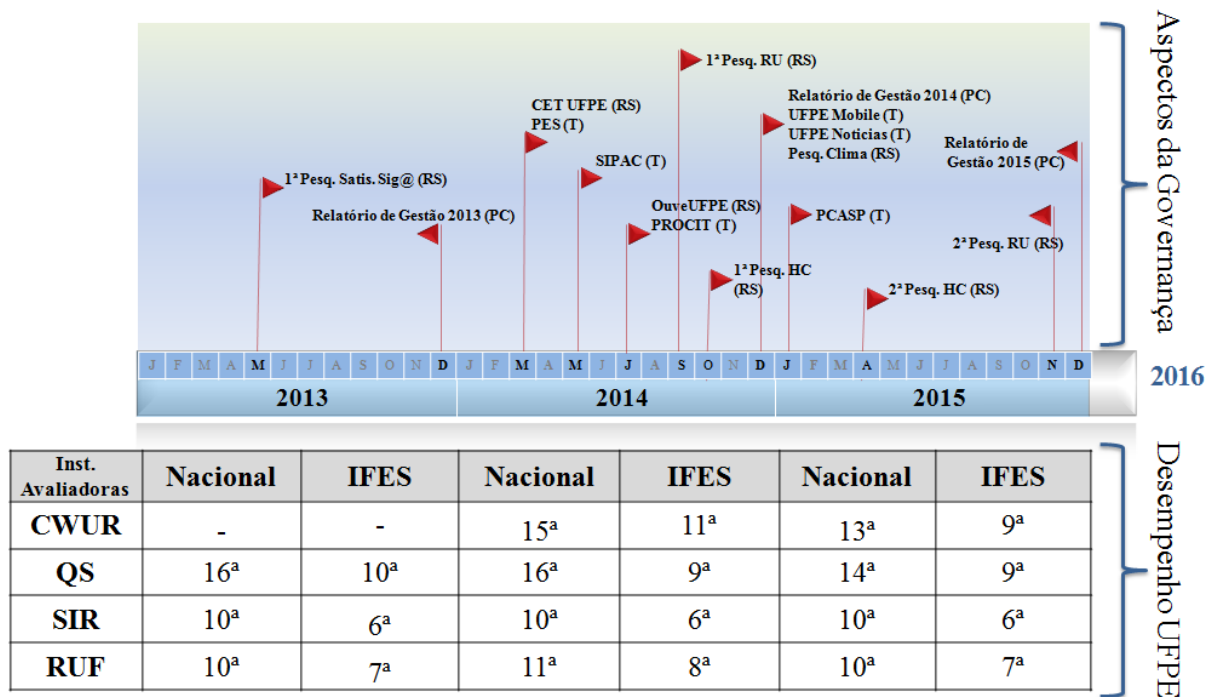 Aspectos da Governança
1ª Pesq. RU (RS)
CET UFPE (RS)
PES (T)
Relatório de Gestão 2014 (PC)
UFPE Mobile (T)
UFPE Noticias (T)
Pesq. Clima (RS)
Relatório de
Gestão 2015 (PC)
SIPAC (T)
1ª Pesq. Satis. Sig@ (RS)
Relatório de Gestão 2013 (PC)
OuveUFPE (RS)
PROCIT (T)
PCASP (T)
2ª Pesq. RU (RS)
1ª Pesq. HC
(RS)
2ª Pesq. HC (RS)
J F M A M J J A S O N D J F M A M J J A S O N D J F M A M J J A S O N D
2013 2014 2015
2016
Desempenho UFPE
Inst.
Avaliadoras
Nacional IFES Nacional IFES Nacional IFES
CWUR - - 15ª 11ª 13ª 9ª
QS 16ª 10ª 16ª 9ª 14ª 9ª
SIR 10ª 6ª 10ª 6ª 10ª 6ª
RUF 10ª 7ª 11ª 8ª 10ª 7ª